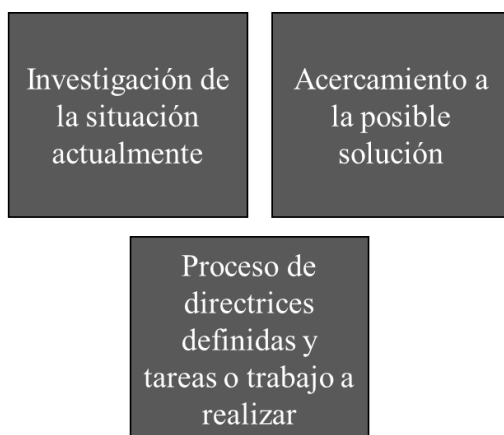 Investigación de
la situación
actualmente
Acercamiento a
la posible
solución
Proceso de
directrices
definidas y
tareas o trabajo a
realizar